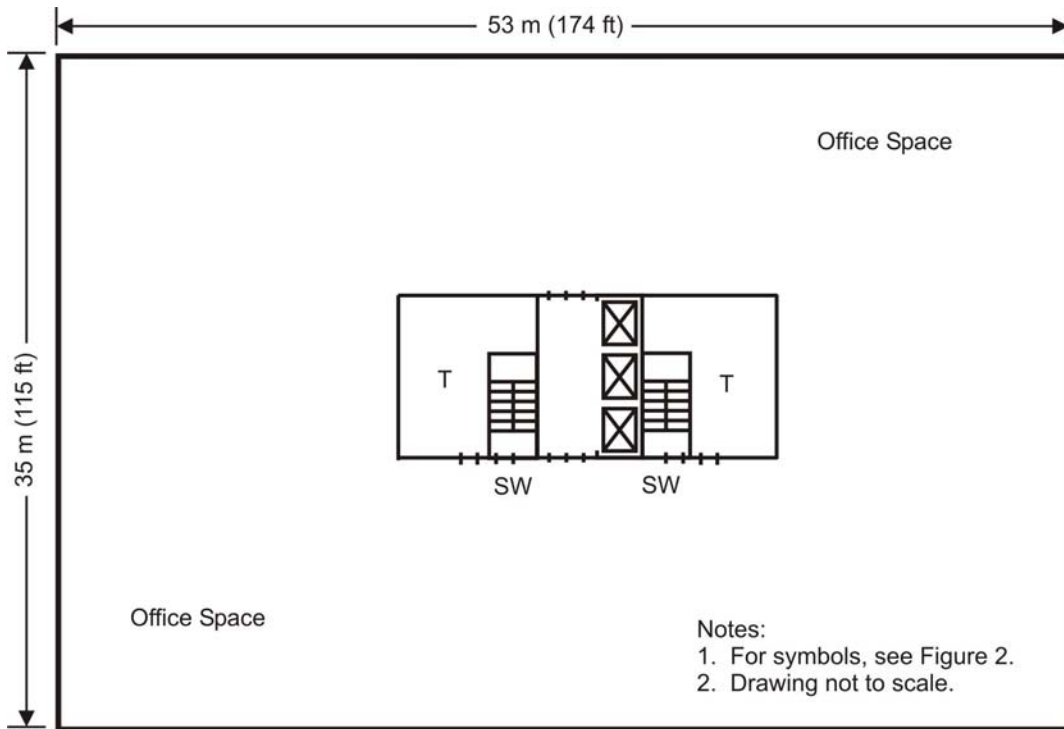 53 m (174 ft)
35 m (115 ft)
Office Space
T
T
SW
SW
Office Space
Notes:
1. For symbols, see Figure 2.
2. Drawing not to scale.